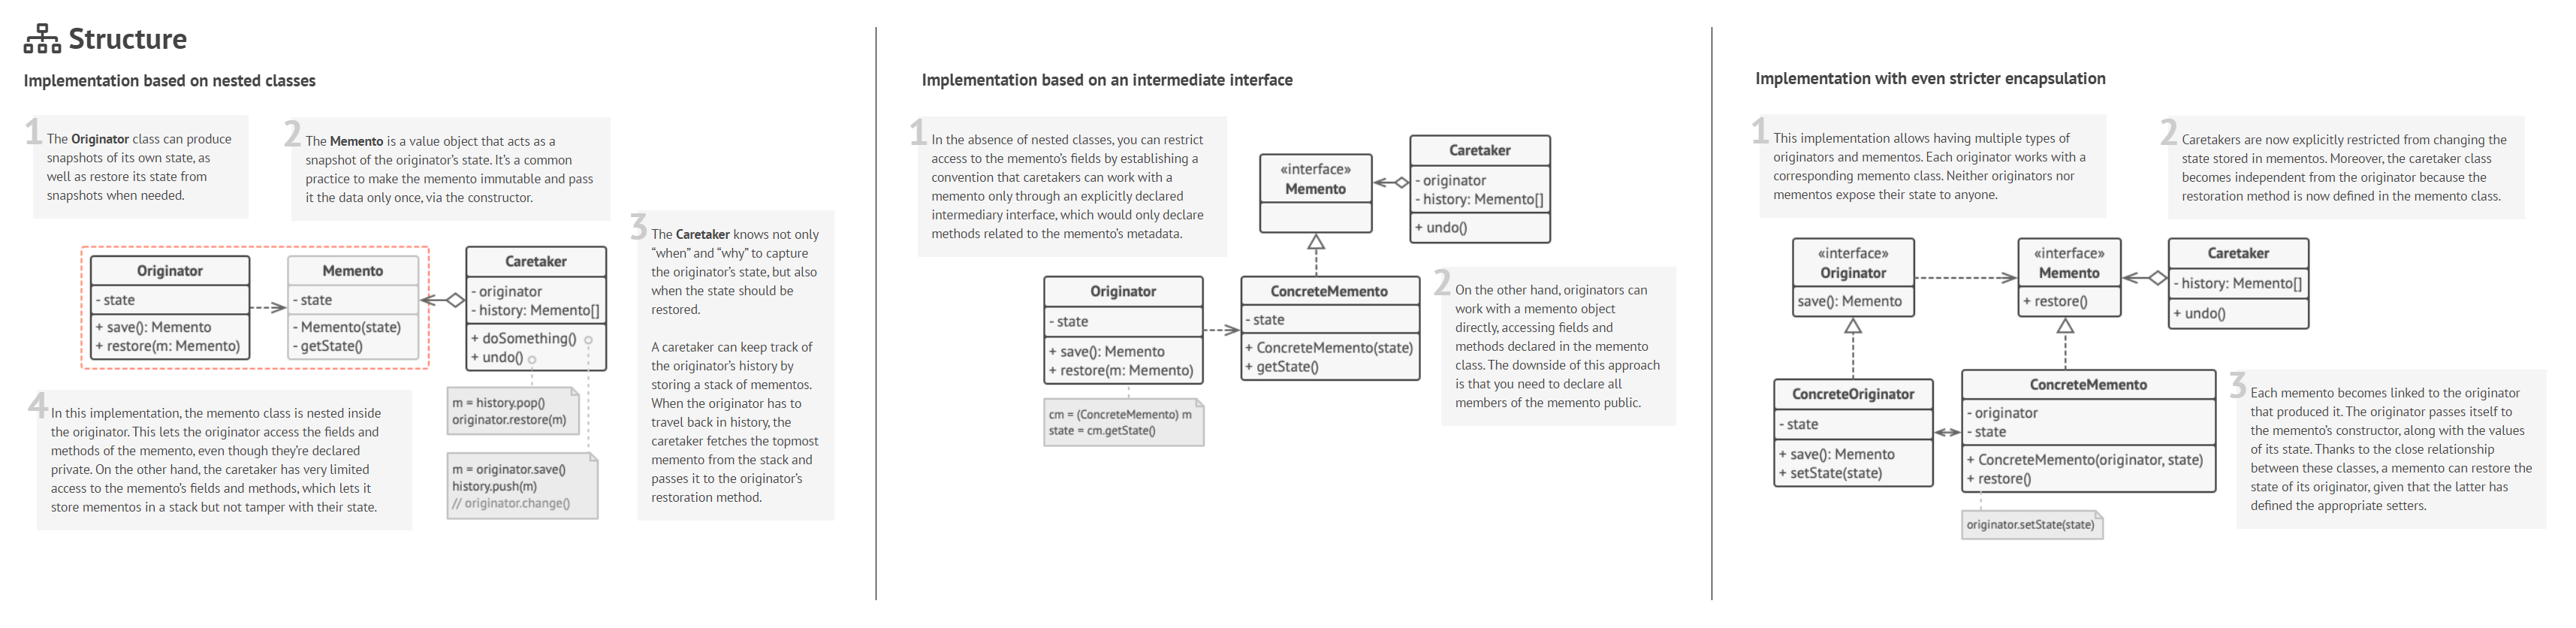 Structure
Implementation based on nested classes
1
The Originator class can produce
snapshots of its own state, as
well as restore its state from
snapshots when needed.
2
The Memento is a value object that acts as a
snapshot of the originator's state. It's a common
practice to make the memento immutable and pass
it the data only once, via the constructor.
3
The Caretaker knows not only
“when” and “why” to capture
the originator's state, but also
when the state should be
restored.
A caretaker can keep track of
the originator's history by
storing a stack of mementos.
When the originator has to
travel back in history, the
caretaker fetches the topmost
memento from the stack and
passes it to the originator's
restoration method.
Originator
- state
+ save(): Memento
+ restore(m: Memento)
Memento
- state
- Memento(state)
- getState()
Caretaker
- originator
- history: Memento[]
+ doSomething()
+ undo()
m = history.pop()
originator.restore(m)
m = originator.save()
history.push(m)
// originator.change()
4
In this implementation, the memento class is nested inside
the originator. This lets the originator access the fields and
methods of the memento, even though they're declared
private. On the other hand, the caretaker has very limited
access to the memento's fields and methods, which lets it
store mementos in a stack but not tamper with their state.
Implementation based on an intermediate interface
1
In the absence of nested classes, you can restrict
access to the memento's fields by establishing a
convention that caretakers can work with a
memento only through an explicitly declared
intermediary interface, which would only declare
methods related to the memento's metadata.
«interface»
Memento
Caretaker
- originator
- history: Memento[]
+ undo()
Originator
- state
+ save(): Memento
+ restore(m: Memento)
cm = (ConcreteMemento) m
state = cm.getState()
ConcreteMemento
- state
+ ConcreteMemento(state)
+ getState()
2
On the other hand, originators can
work with a memento object
directly, accessing fields and
methods declared in the memento
class. The downside of this approach
is that you need to declare all
members of the memento public.
Implementation with even stricter encapsulation
1
This implementation allows having multiple types of
originators and mementos. Each originator works with a
corresponding memento class. Neither originators nor
mementos expose their state to anyone.
2
Caretakers are now explicitly restricted from changing the
state stored in mementos. Moreover, the caretaker class
becomes independent from the originator because the
restoration method is now defined in the memento class.
«interface»
Originator
save(): Memento
«interface»
Memento
+ restore()
Caretaker
- history: Memento[]
+ undo()
ConcreteOriginator
- state
+ save(): Memento
+ setState(state)
ConcreteMemento
- originator
- state
+ ConcreteMemento(originator, state)
+ restore()
originator.setState(state)
3
Each memento becomes linked to the originator
that produced it. The originator passes itself to
the memento's constructor, along with the values
of its state. Thanks to the close relationship
between these classes, a memento can restore the
state of its originator, given that the latter has
defined the appropriate setters.